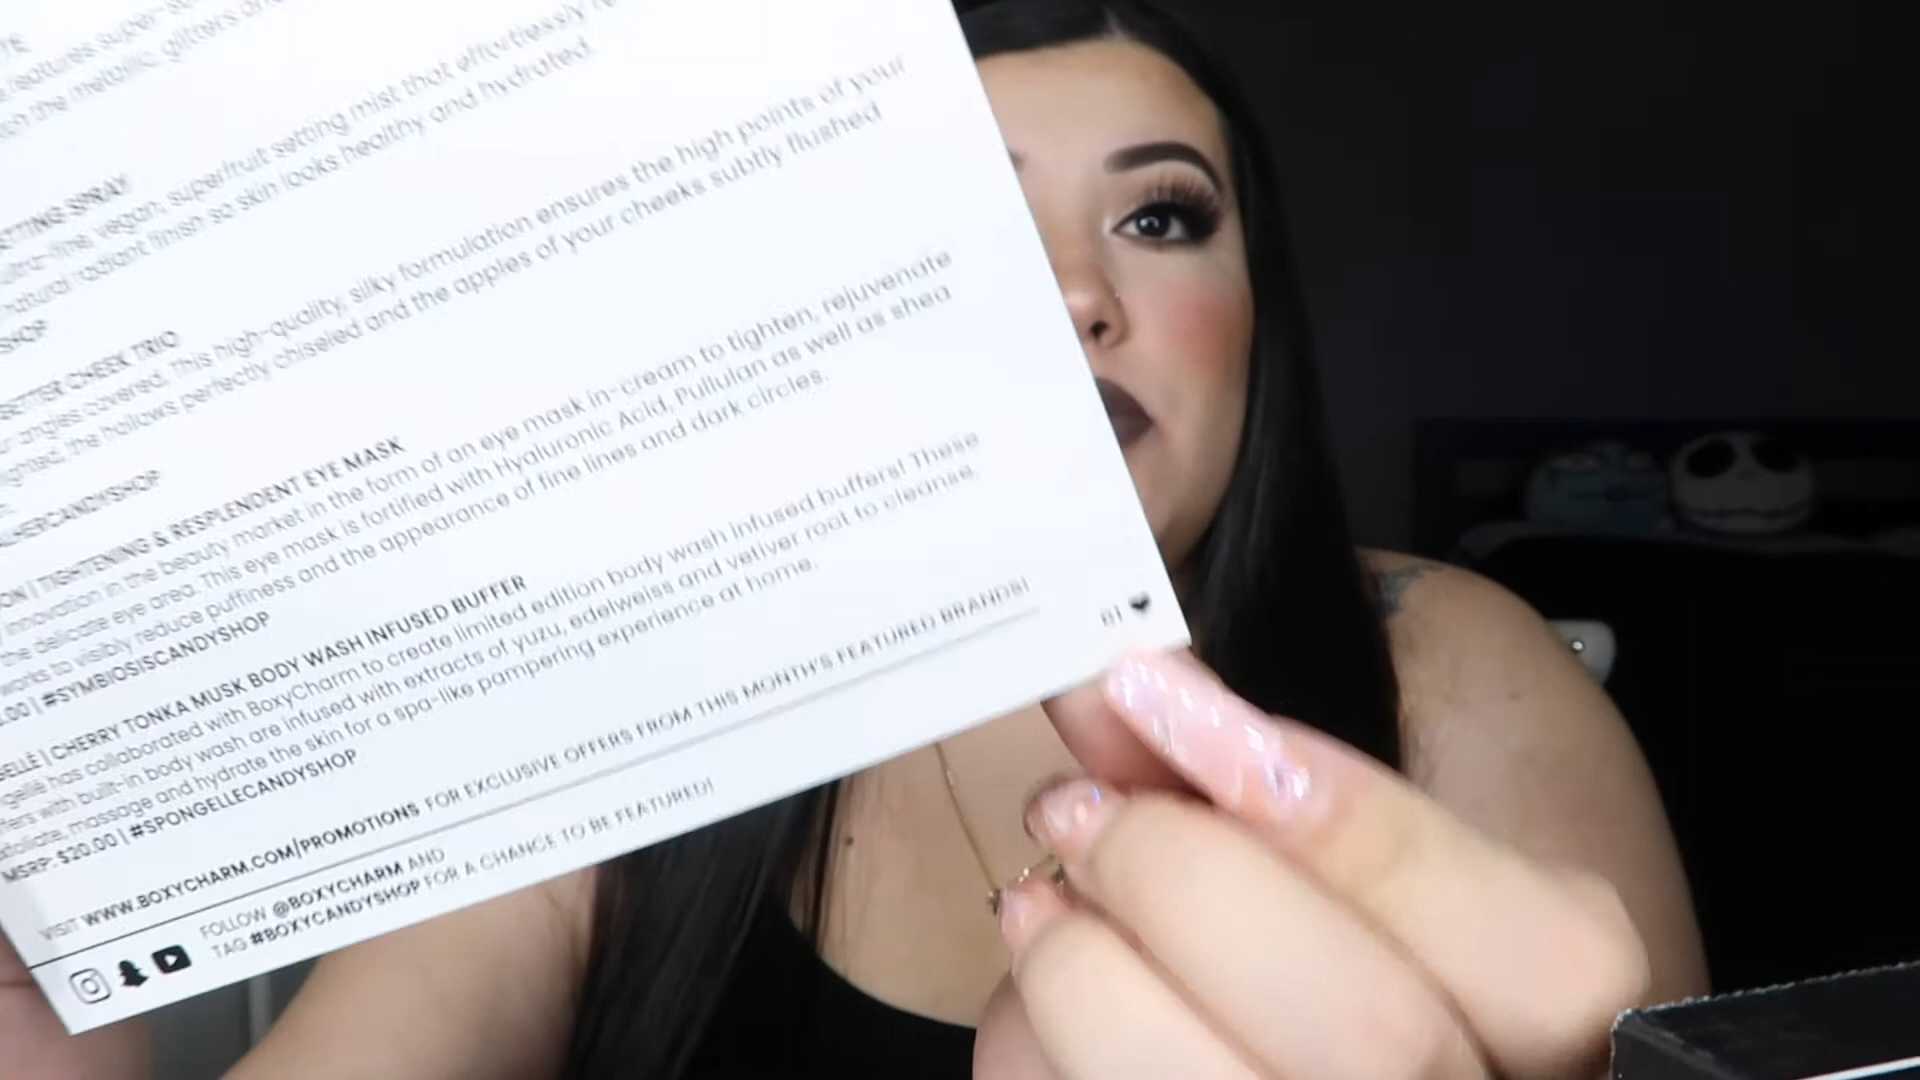 features super-
the metallic, glitters
SETTING SPRAY
ultra-fine vegan, superfruit setting mist that effortlessly
natural radiant finish so skin looks healthy and hydrated.
SHOP
BETTER CHEEK TRIO
angles covered. This high-quality, silky formulation ensures the high points of your
the hollows perfectly chiseled and the apples of your cheeks subtly flushed
CANDYSHOP
TIGHTENING & RESPLENDENT EYE MASK
innovation in the beauty market in the form of an eye mask in-cream to tighten, rejuvenate
the delicate eye area. This eye mask is fortified with Hyaluronic Acid, Pullulan as well as shea
works to visibly reduce puffiness and the appearance of fine lines and dark circles.
.00 | #SYMBIOSISCANDYSHOP
GELLÉ | CHERRY TONKA MUSK BODY WASH INFUSED BUFFER
ngellé has collaborated with BoxyCharm to create limited edition body wash infused buffers! These
ffers with built-in body wash are infused with extracts of yuzu, edelweiss and vetiver root to cleanse,
exfoliate, massage and hydrate the skin for a spa-like pampering experience at home.
MSRP: $20.00 | #SPONGELLECANDYSHOP
VISIT WWW.BOXYCHARM.COM/PROMOTIONS FOR EXCLUSIVE OFFERS FROM THIS MONTH'S FEATURED BRANDS!
FOLLOW @BOXYCHARM AND
TAG #BOXYCANDYSHOP FOR A CHANCE TO BE FEATURED!